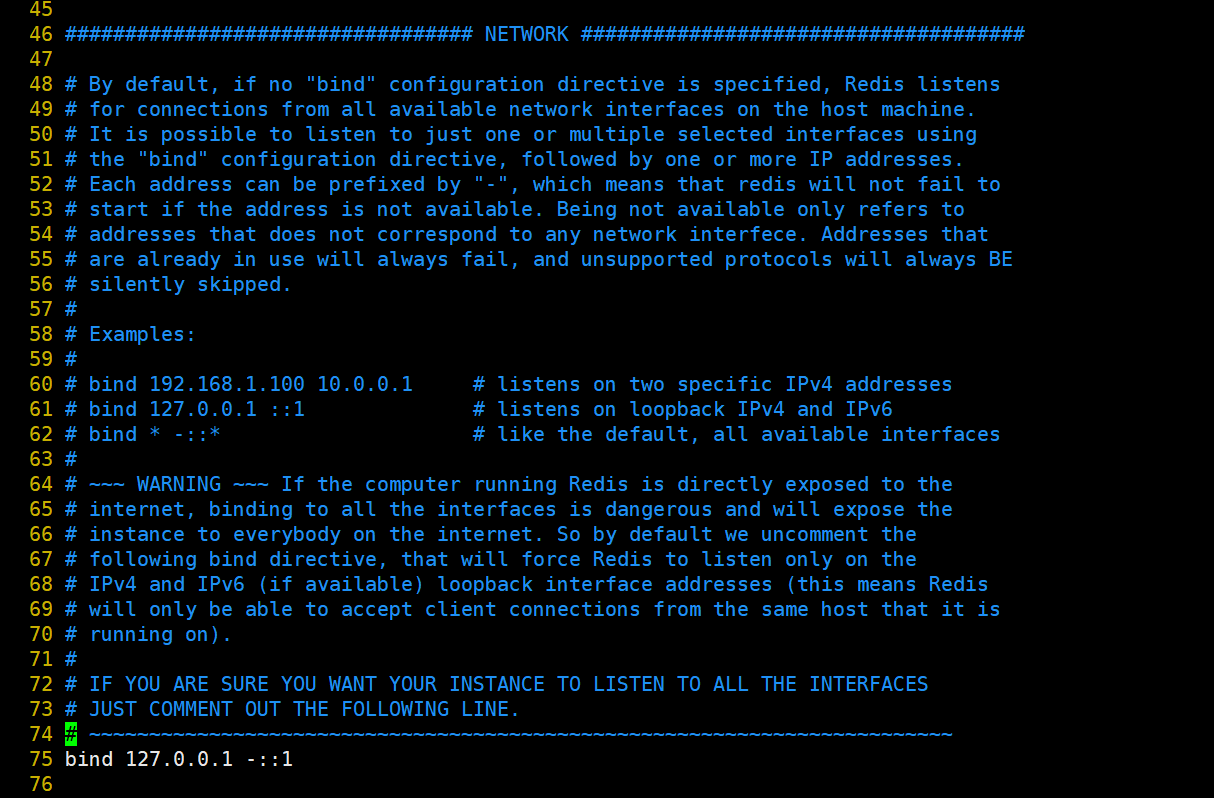 45
46 ################################## NETWORK #####################################
47
48 # By default, if no "bind" configuration directive is specified, Redis listens
49 # for connections from all available network interfaces on the host machine.
50 # It is possible to listen to just one or multiple selected interfaces using
51 # the "bind" configuration directive, followed by one or more IP addresses.
52 # Each address can be prefixed by "-", which means that redis will not fail to
53 # start if the address is not available. Being not available only refers to
54 # addresses that does not correspond to any network interfece. Addresses that
55 # are already in use will always fail, and unsupported protocols will always BE
56 # silently skipped.
57 #
58 # Examples:
59 #
60 # bind 192.168.1.100 10.0.0.1     # listens on two specific IPv4 addresses
61 # bind 127.0.0.1 ::1              # listens on loopback IPv4 and IPv6
62 # bind * -::*                     # like the default, all available interfaces
63 #
64 # ~~~ WARNING ~~~ If the computer running Redis is directly exposed to the
65 # internet, binding to all the interfaces is dangerous and will expose the
66 # instance to everybody on the internet. So by default we uncomment the
67 # following bind directive, that will force Redis to listen only on the
68 # IPv4 and IPv6 (if available) loopback interface addresses (this means Redis
69 # will only be able to accept client connections from the same host that it is
70 # running on).
71 #
72 # IF YOU ARE SURE YOU WANT YOUR INSTANCE TO LISTEN TO ALL THE INTERFACES
73 # JUST COMMENT OUT THE FOLLOWING LINE.
74 # ~~~~~~~~~~~~~~~~~~~~~~~~~~~~~~~~~~~~~~~~~~~~~~~~~~~~~~~~~~~~~~~~~~~~~~~~
75 bind 127.0.0.1 -::1
76